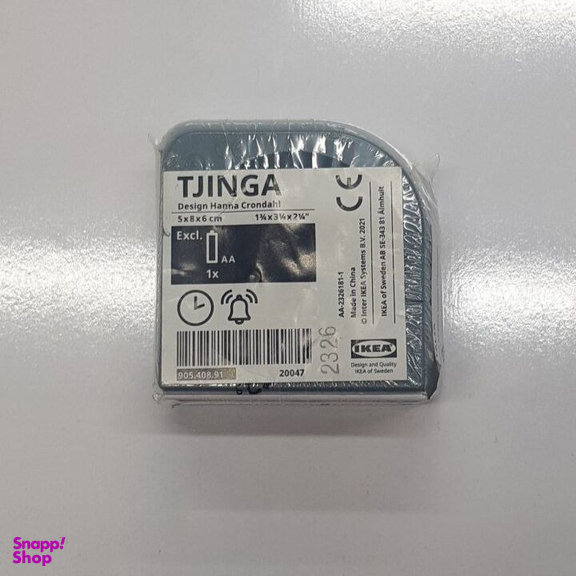 TJINGA
Design Hanna Crondahl
5x8x6 cm 1¾x3¼x2¼"
Excl.
AA
1x
905.408.91
20047
2326
CE
AA-2326181-1
Made in China
© Inter IKEA Systems B.V. 2021
IKEA of Sweden AB SE-343 81 Älmhult
IKEA
Design and Quality
IKEA of Sweden
Snapp!
Shop